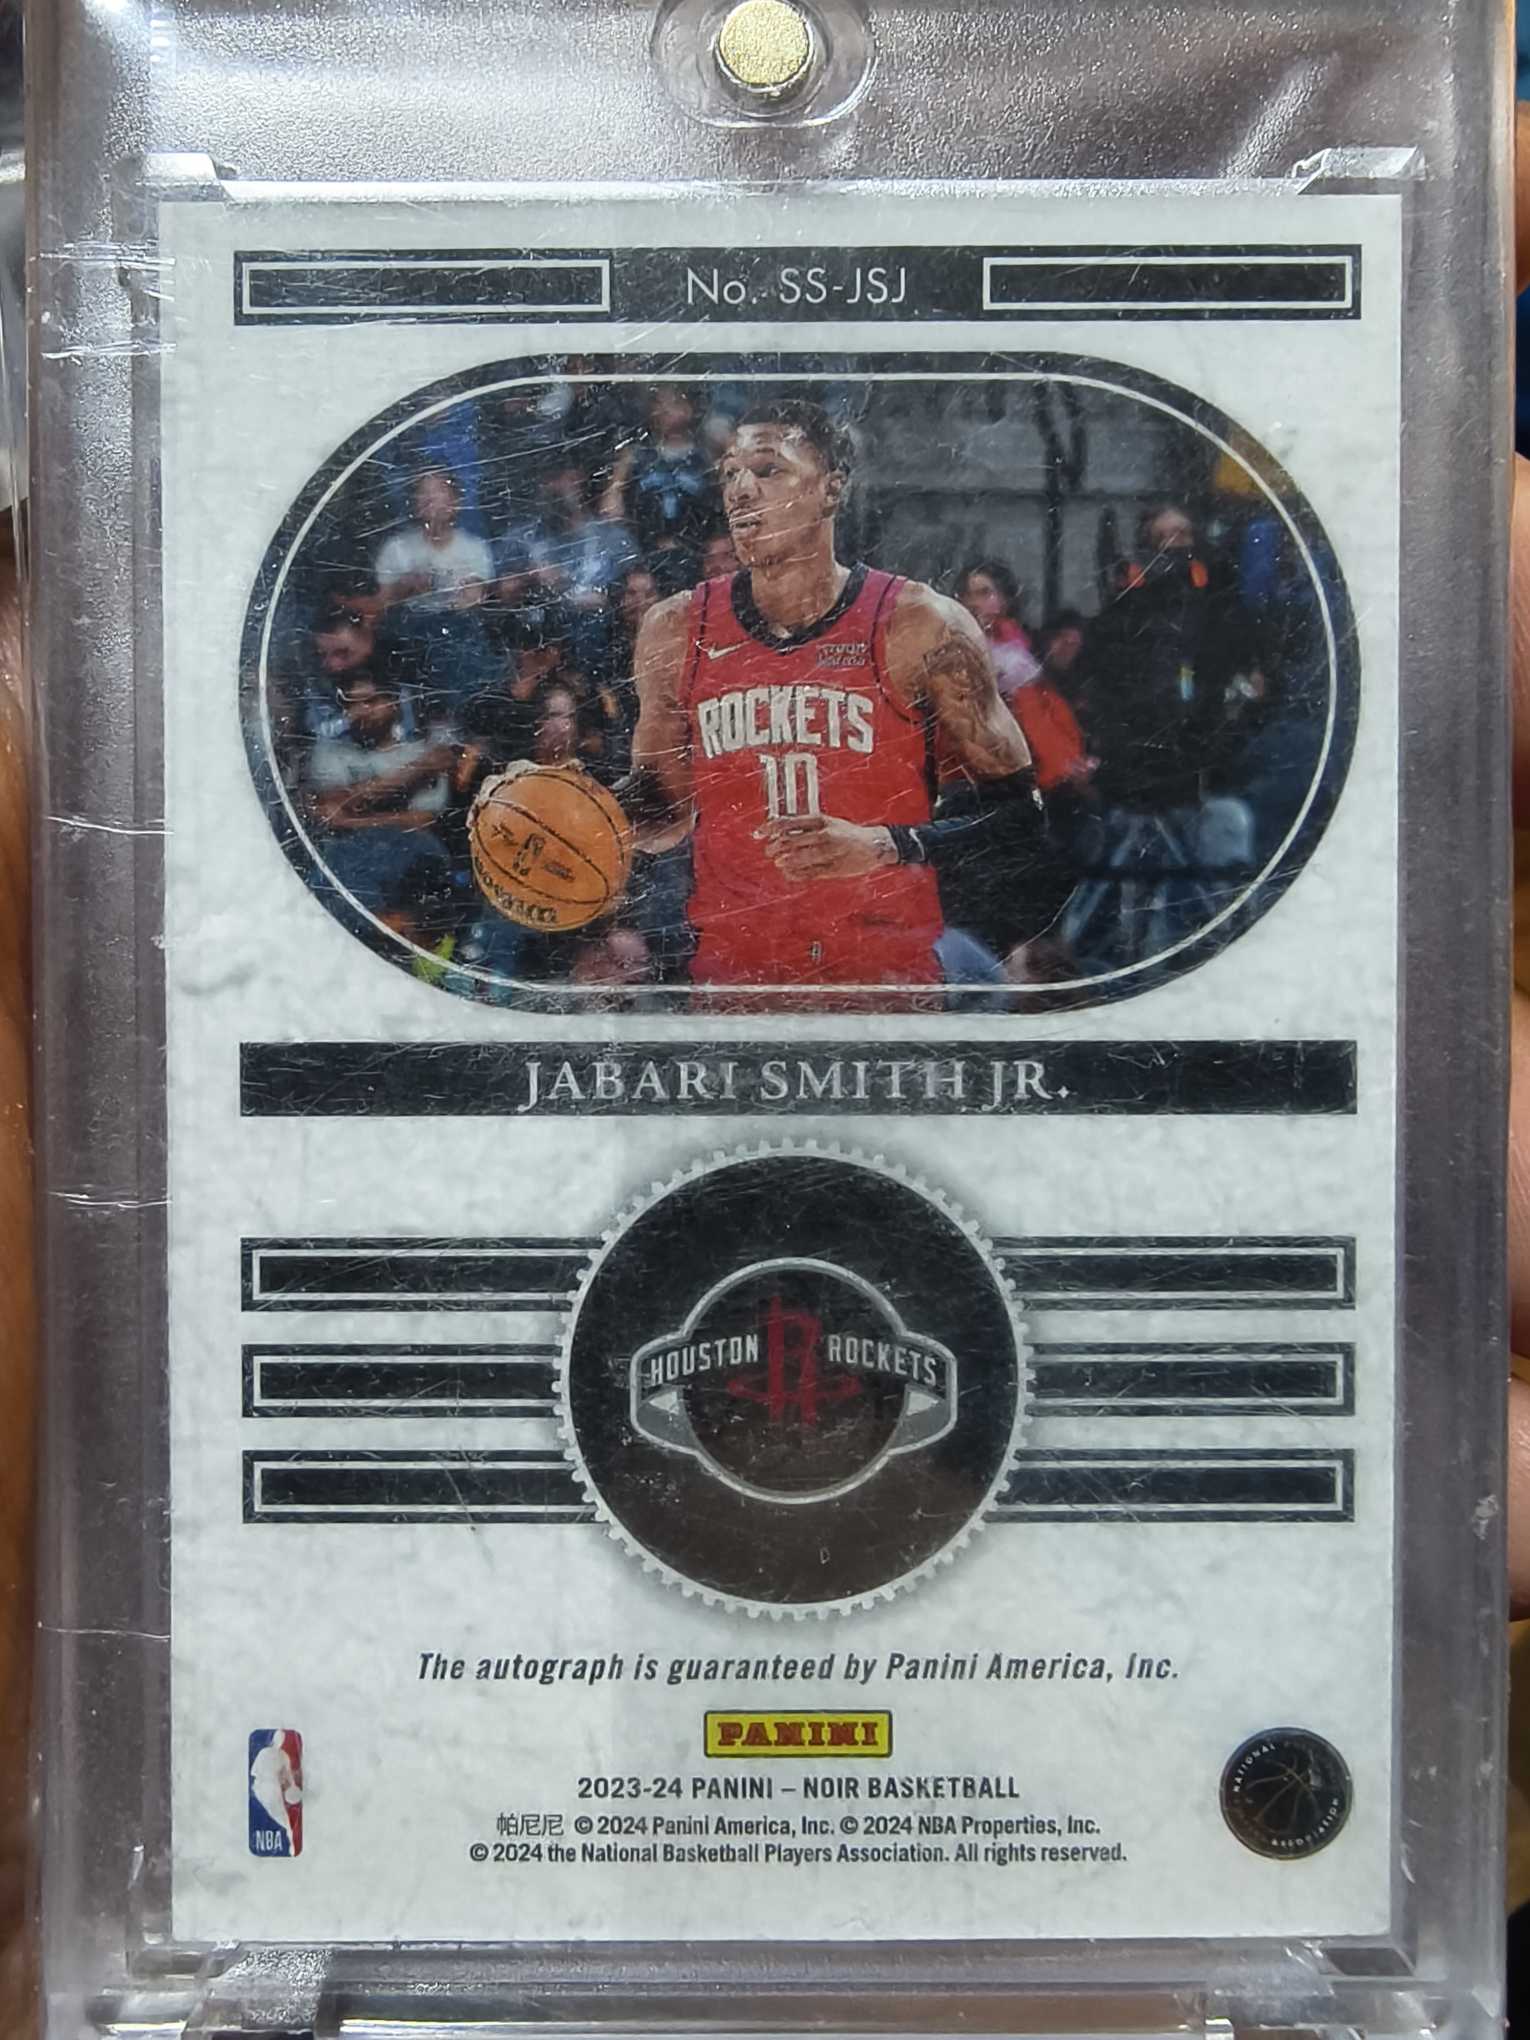 No. SS-JSJ
ROCKETS
10
JABARI SMITH JR.
HOUSTON ROCKETS
The autograph is guaranteed by Panini America, Inc.
PANINI
2023-24 PANINI – NOIR BASKETBALL
帕尼尼 © 2024 Panini America, Inc. © 2024 NBA Properties, Inc.
© 2024 the National Basketball Players Association. All rights reserved.
NBA
NATIONAL
ASSOCIATION